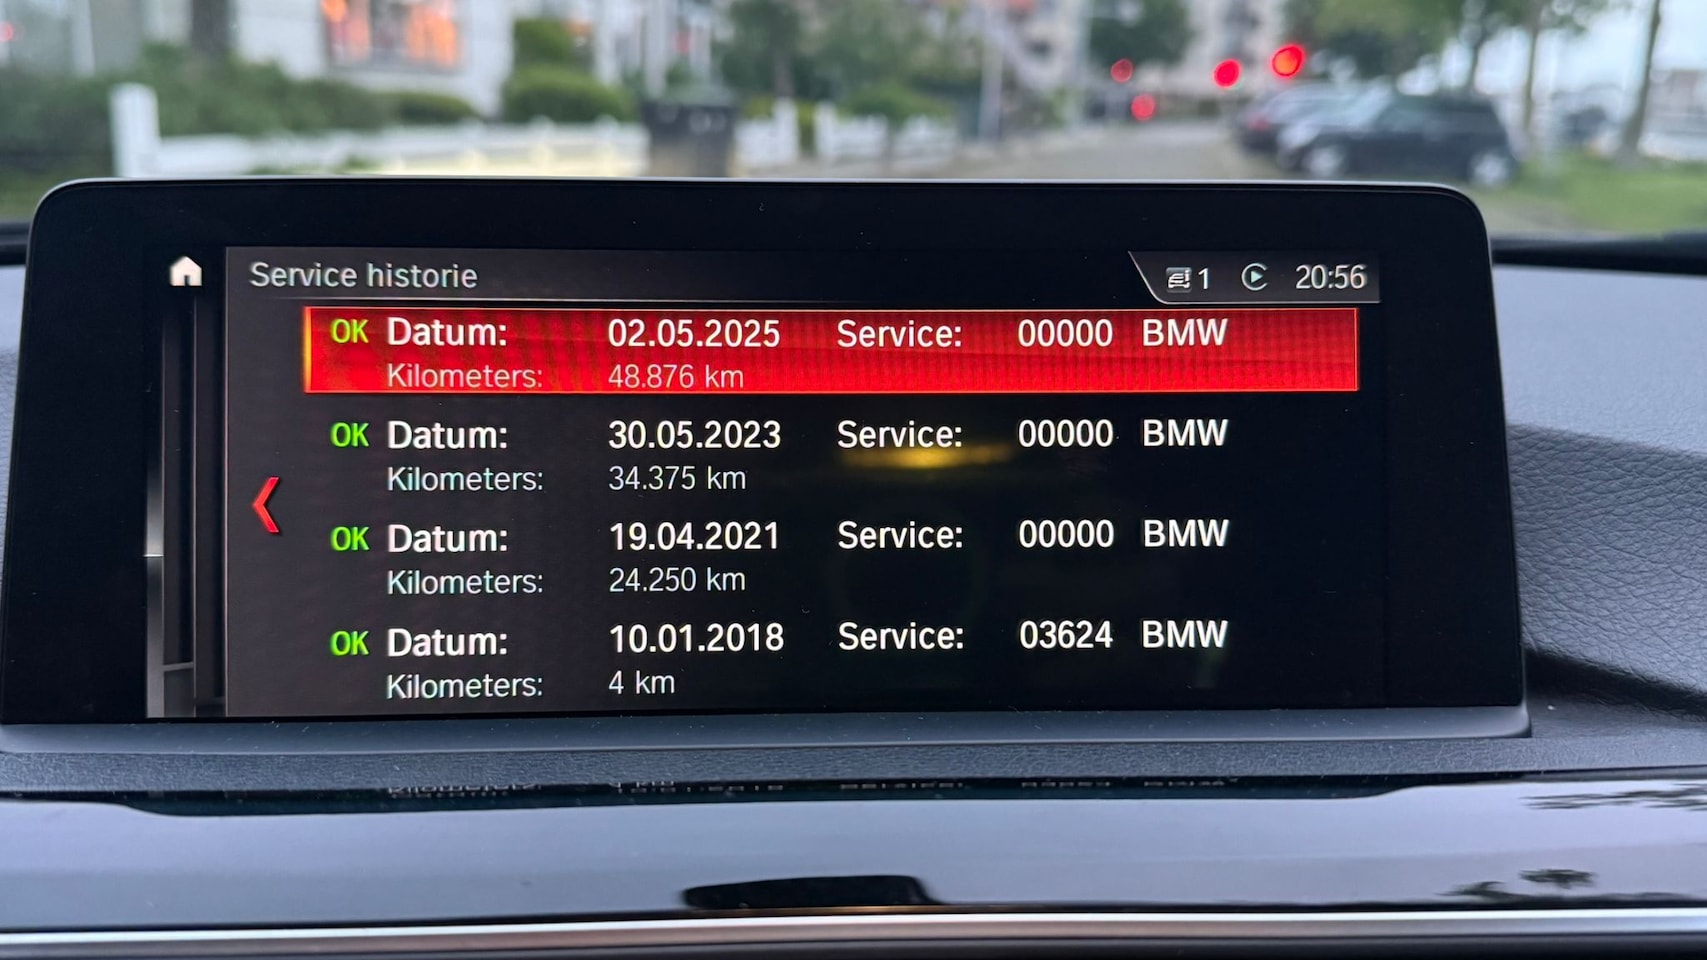 Service historie
1 20:56
OK Datum: 02.05.2025 Service: 00000 BMW
Kilometers: 48.876 km
OK Datum: 30.05.2023 Service: 00000 BMW
Kilometers: 34.375 km
OK Datum: 19.04.2021 Service: 00000 BMW
Kilometers: 24.250 km
OK Datum: 10.01.2018 Service: 03624 BMW
Kilometers: 4 km